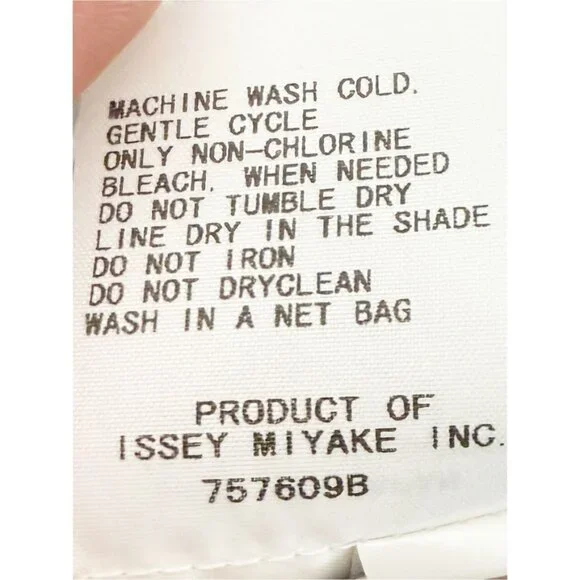 MACHINE WASH COLD.
GENTLE CYCLE
ONLY NON-CHLORINE
BLEACH. WHEN NEEDED
DO NOT TUMBLE DRY
LINE DRY IN THE SHADE
DO NOT IRON
DO NOT DRYCLEAN
WASH IN A NET BAG
PRODUCT OF
ISSEY MIYAKE INC.
757609B